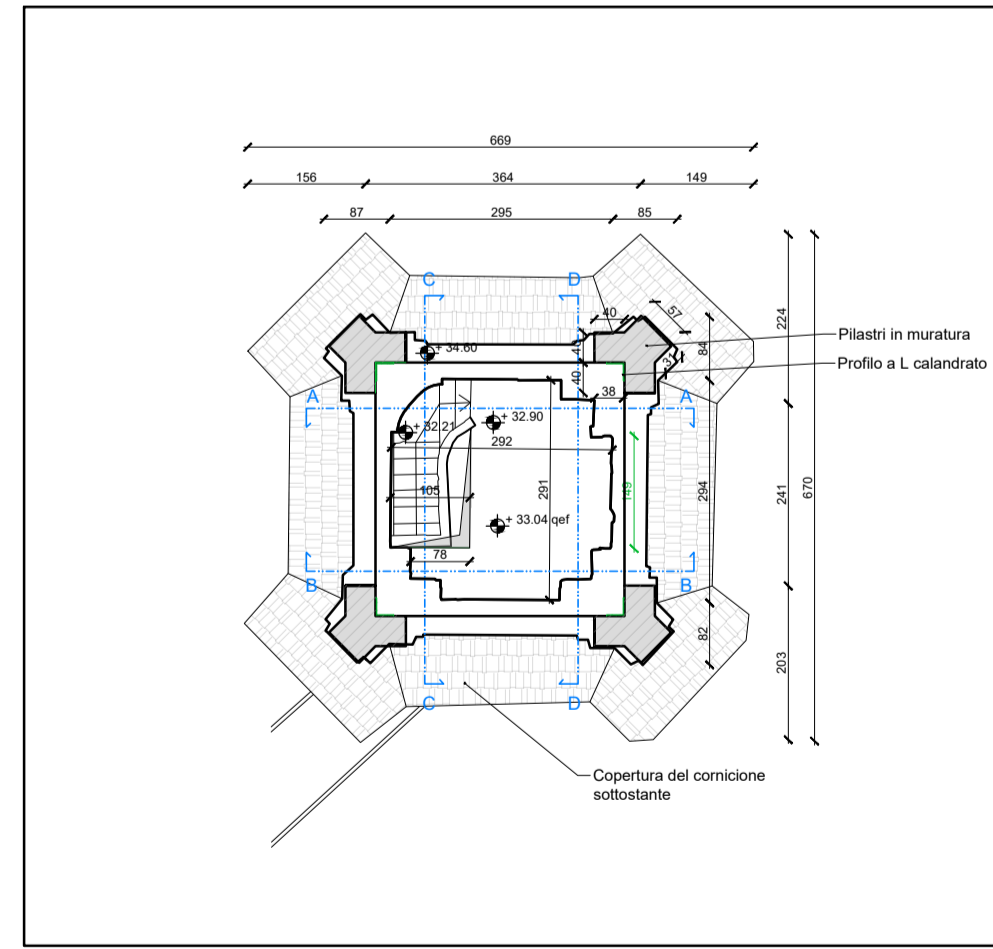 669
156 364 149
87 295 85
C D
40
57
224
84
Pilastri in muratura
+ 34.60
40
31
Profilo a L calandrato
40
38
A A
+ 32.21
+ 32.90
292
105
291
149
294
241
670
+ 33.04 qef
78
B B
82
203
C D
Copertura del cornicione
sottostante